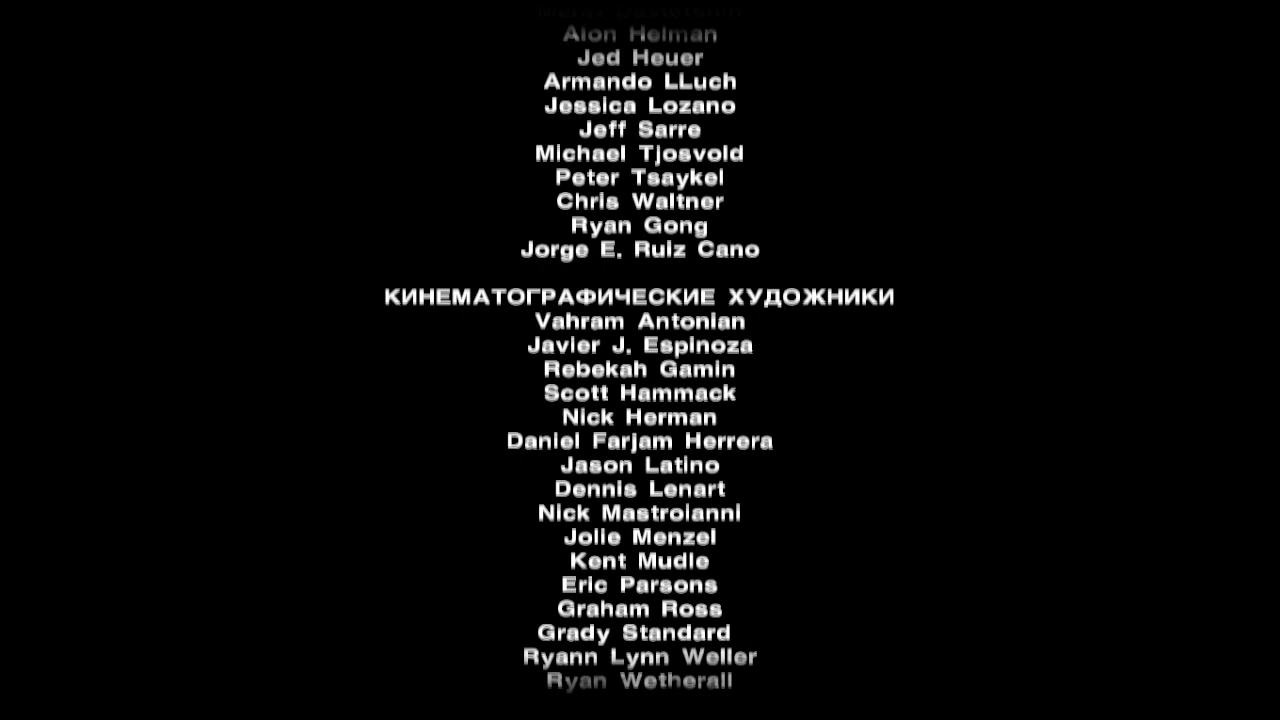 Alon Helman
Jed Heuer
Armando LLuch
Jessica Lozano
Jeff Sarre
Michael Tjosvold
Peter Tsaykel
Chris Waltner
Ryan Gong
Jorge E. Ruiz Cano
КИНЕМАТОГРАФИЧЕСКИЕ ХУДОЖНИКИ
Vahram Antonian
Javier J. Espinoza
Rebekah Gamin
Scott Hammack
Nick Herman
Daniel Farjam Herrera
Jason Latino
Dennis Lenart
Nick Mastroianni
Jolie Menzel
Kent Mudle
Eric Parsons
Graham Ross
Grady Standard
Ryann Lynn Weller
Ryan Wetherall